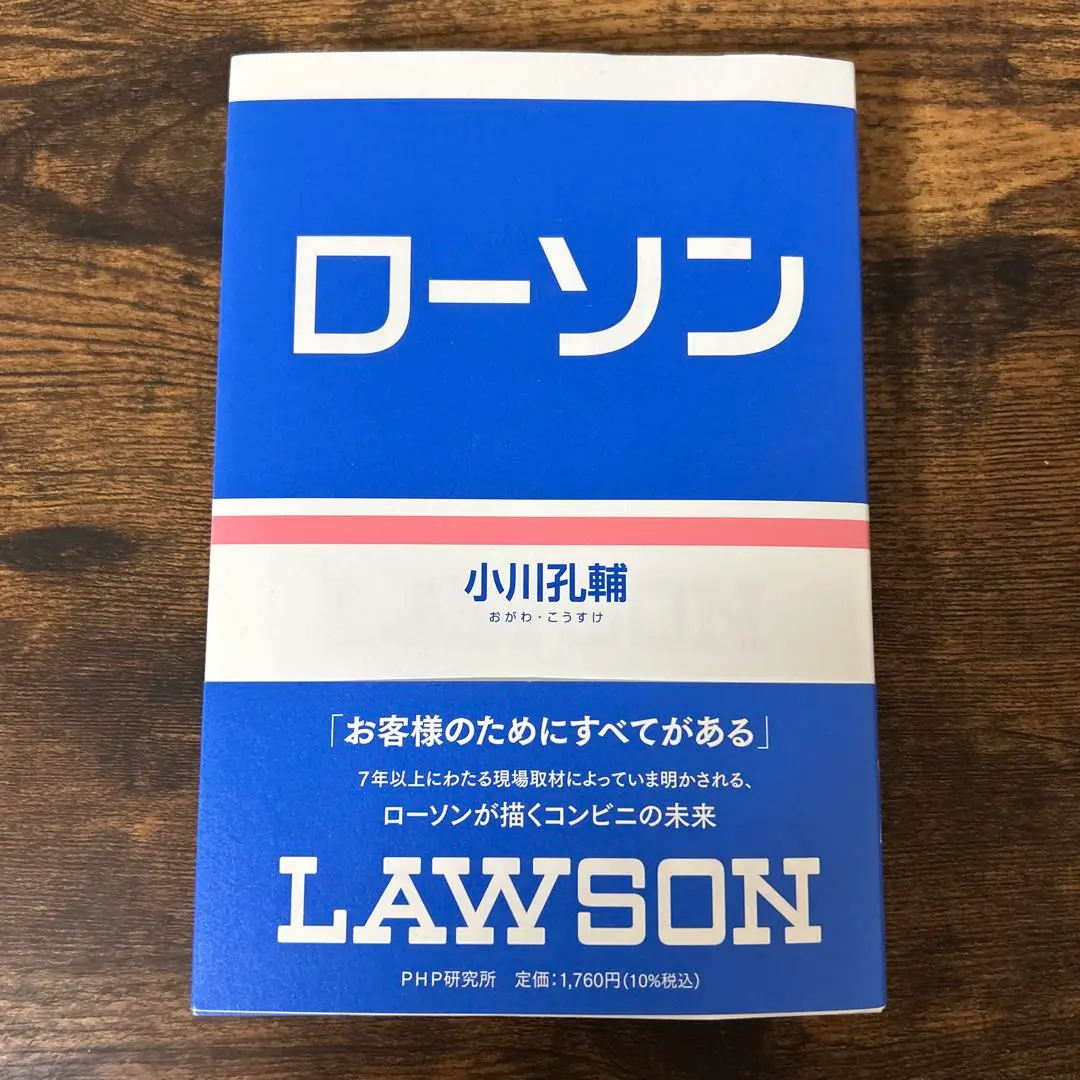 ローソン
小川孔輔
おがわ・こうすけ
「お客様のためにすべてがある」
7年以上にわたる現場取材によっていま明かされる、
ローソンが描くコンビニの未来
LAWSON
PHP研究所 定価:1,760円(10%税込)